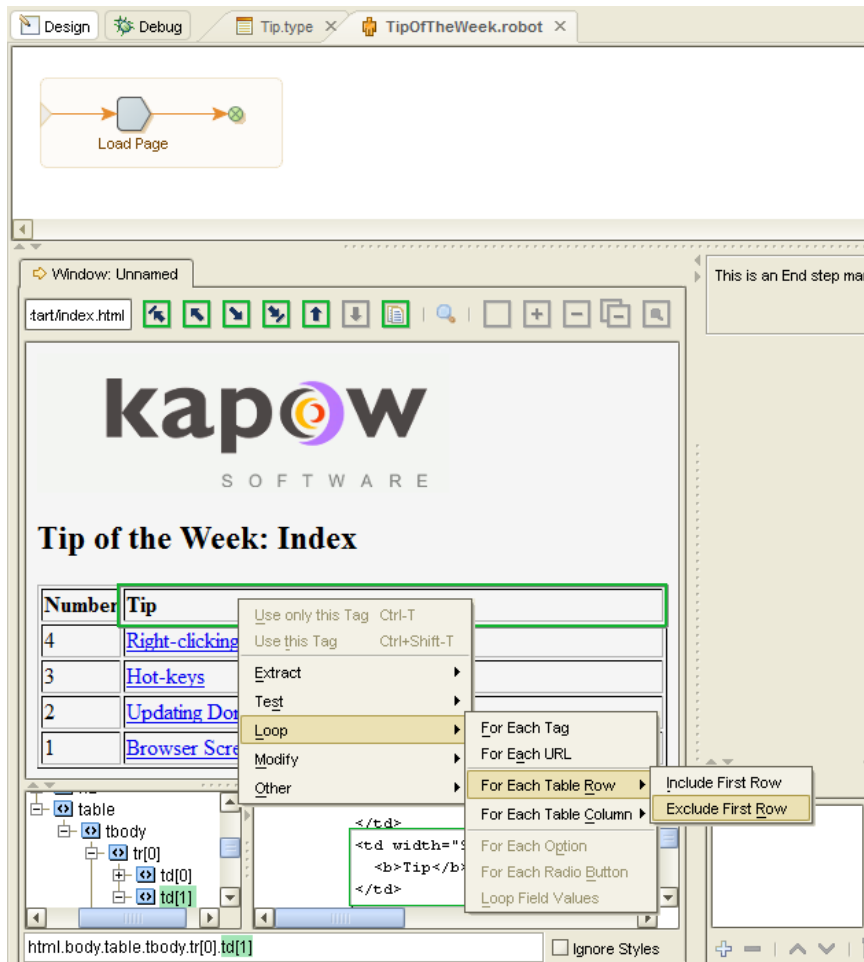 Design Debug Tip.type TipOfTheWeek.robot
Load Page
Window: Unnamed
This is an End step ma
tart/index.html
kapow
SOFTWARE
Tip of the Week: Index
Number Tip
4 Right-clicking
3 Hot-keys
2 Updating Do
1 Browser Scre
Use only this Tag Ctrl-T
Use this Tag Ctrl+Shift-T
Extract
Test
Loop
Modify
Other
For Each Tag
For Each URL
For Each Table Row
For Each Table Column
For Each Option
For Each Radio Button
Loop Field Values
Include First Row
Exclude First Row
table
tbody
tr[0]
td[0]
td[1]
</td>
<td width="
<b>Tip</b>
</td>
html.body.table.tbody.tr[0].td[1]
Ignore Styles